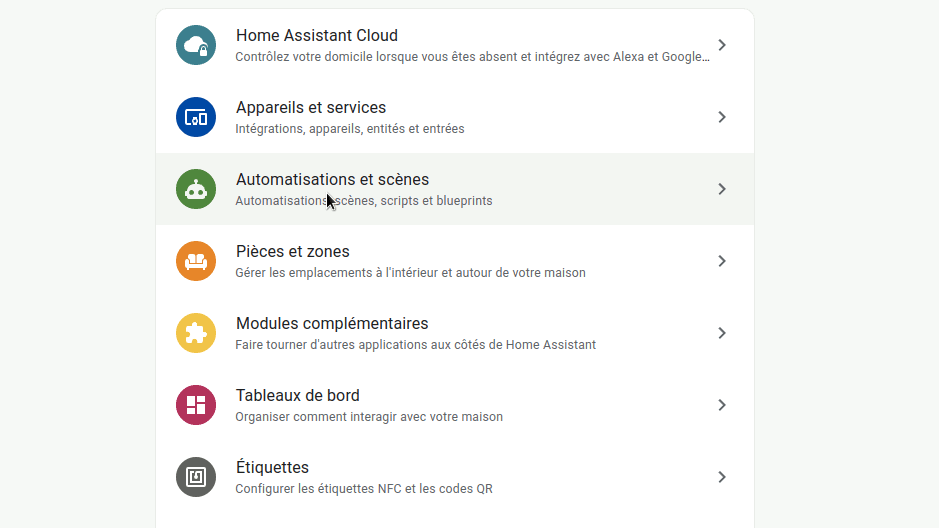 Home Assistant Cloud
Contrôlez votre domicile lorsque vous êtes absent et intégrez avec Alexa et Google...
Appareils et services
Intégrations, appareils, entités et entrées
Automatisations et scènes
Automatisations, scènes, scripts et blueprints
Pièces et zones
Gérer les emplacements à l'intérieur et autour de votre maison
Modules complémentaires
Faire tourner d'autres applications aux côtés de Home Assistant
Tableaux de bord
Organiser comment interagir avec votre maison
Étiquettes
Configurer les étiquettes NFC et les codes QR